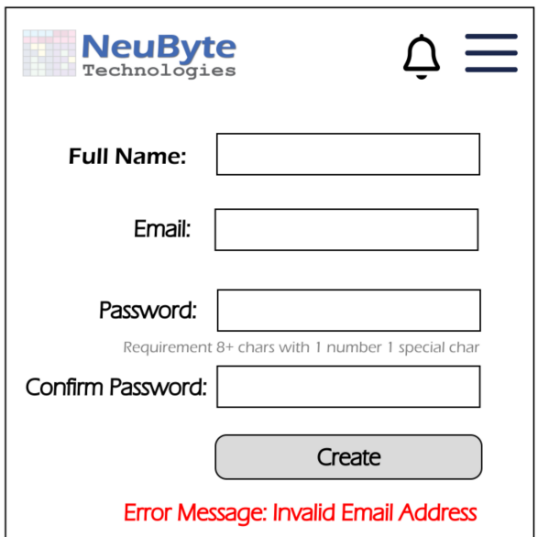 NeuByte
Technologies
Full Name:
Email:
Password:
Requirement 8+ chars with 1 number 1 special char
Confirm Password:
Create
Error Message: Invalid Email Address